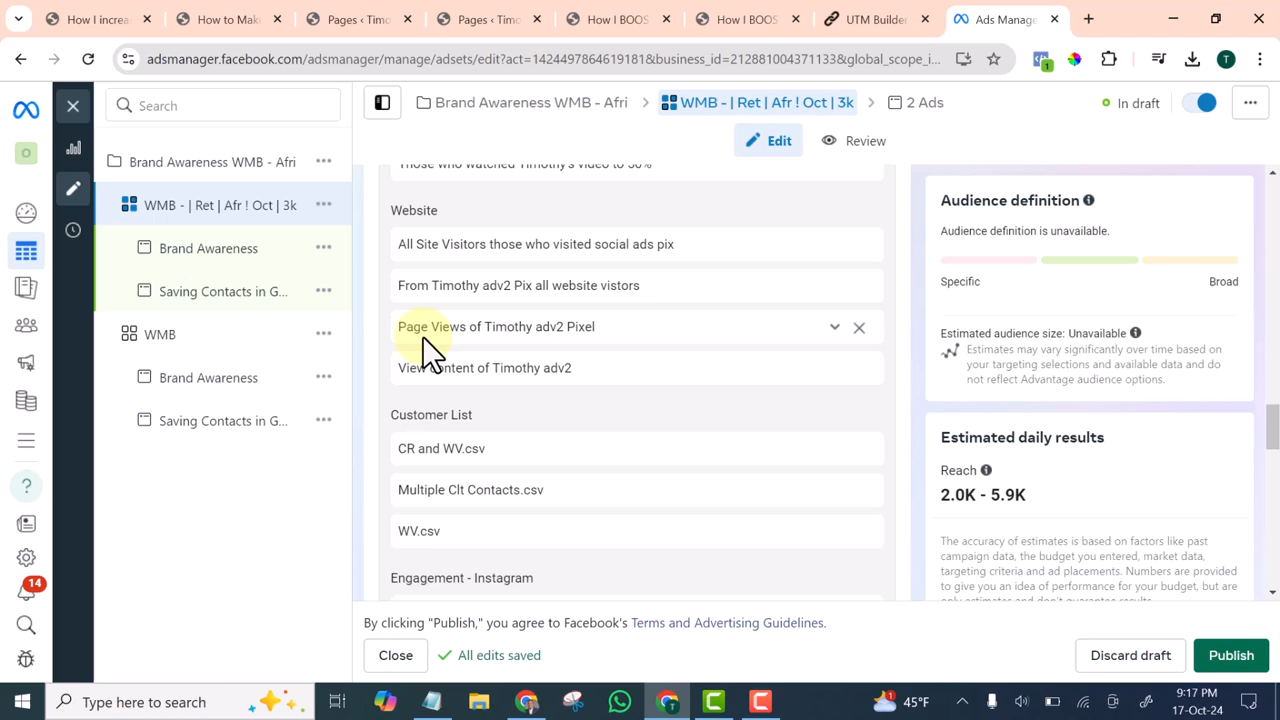 How I increa
How to Mak
Pages ‹ Timo
Pages ‹ Timo
How I BOOS
How I BOOS
UTM Builder
Ads Manage
adsmanager.facebook.com/adsmanager/manage/adsets/edit?act=1424497864619181&business_id=212881004371133&global_scope_i...
1
T
Search
Brand Awareness WMB - Afri
WMB - | Ret | Afr ! Oct | 3k
2 Ads
In draft
Edit
Review
Brand Awareness WMB - Afri
WMB - | Ret | Afr ! Oct | 3k
Brand Awareness
Saving Contacts in G...
WMB
Brand Awareness
Saving Contacts in G...
14
Those who watched Timothy's video to 50%
Website
All Site Visitors those who visited social ads pix
From Timothy adv2 Pix all website vistors
Page Views of Timothy adv2 Pixel
View Content of Timothy adv2
Customer List
CR and WV.csv
Multiple Clt Contacts.csv
WV.csv
Engagement - Instagram
Audience definition
Audience definition is unavailable.
Specific
Broad
Estimated audience size: Unavailable
Estimates may vary significantly over time based on
your targeting selections and available data and do
not reflect Advantage audience options.
Estimated daily results
Reach
2.0K - 5.9K
The accuracy of estimates is based on factors like past
campaign data, the budget you entered, market data,
targeting criteria and ad placements. Numbers are
provided to give you an idea of performance for your budget, but are
only estimates and don't guarantee results.
By clicking "Publish," you agree to Facebook's Terms and Advertising Guidelines.
Close
All edits saved
Discard draft
Publish
Type here to search
45°F
9:17 PM
17-Oct-24